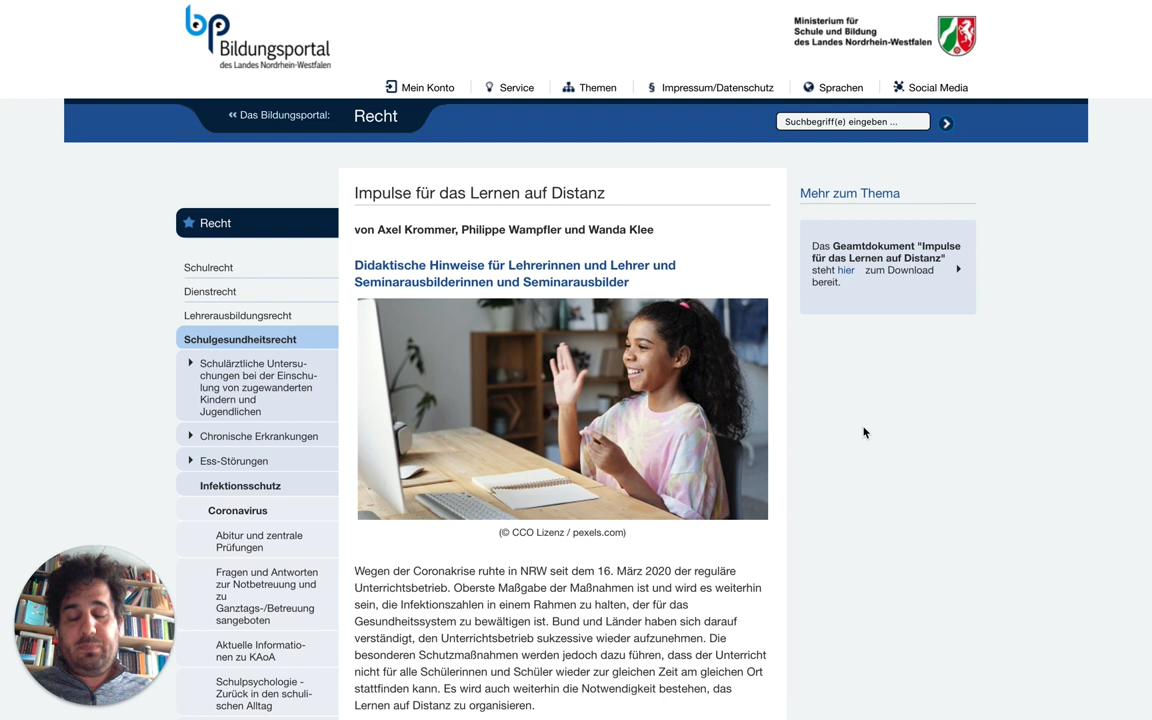 bp
Bildungsportal
des Landes Nordrhein-Westfalen
Ministerium für
Schule und Bildung
des Landes Nordrhein-Westfalen
Mein Konto
Service
Themen
§ Impressum/Datenschutz
Sprachen
Social Media
‹‹ Das Bildungsportal:
Recht
Suchbegriff(e) eingeben ...
Recht
Schulrecht
Dienstrecht
Lehrerausbildungsrecht
Schulgesundheitsrecht
Schulärztliche Untersu-
chungen bei der Einschu-
lung von zugewanderten
Kindern und
Jugendlichen
Chronische Erkrankungen
Ess-Störungen
Infektionsschutz
Coronavirus
Abitur und zentrale
Prüfungen
Fragen und Antworten
zur Notbetreuung und
zu
Ganztags-/Betreuung
sangeboten
Aktuelle Informatio-
nen zu KAoA
Schulpsychologie -
Zurück in den schuli-
schen Alltag
Impulse für das Lernen auf Distanz
von Axel Krommer, Philippe Wampfler und Wanda Klee
Didaktische Hinweise für Lehrerinnen und Lehrer und
Seminarausbilderinnen und Seminarausbilder
(© CCO Lizenz / pexels.com)
Wegen der Coronakrise ruhte in NRW seit dem 16. März 2020 der reguläre
Unterrichtsbetrieb. Oberste Maßgabe der Maßnahmen ist und wird es weiterhin
sein, die Infektionszahlen in einem Rahmen zu halten, der für das
Gesundheitssystem zu bewältigen ist. Bund und Länder haben sich darauf
verständigt, den Unterrichtsbetrieb sukzessive wieder aufzunehmen. Die
besonderen Schutzmaßnahmen werden jedoch dazu führen, dass der Unterricht
nicht für alle Schülerinnen und Schüler wieder zur gleichen Zeit am gleichen Ort
stattfinden kann. Es wird auch weiterhin die Notwendigkeit bestehen, das
Lernen auf Distanz zu organisieren.
Mehr zum Thema
Das Geamtdokument "Impulse
für das Lernen auf Distanz"
steht hier zum Download
bereit.